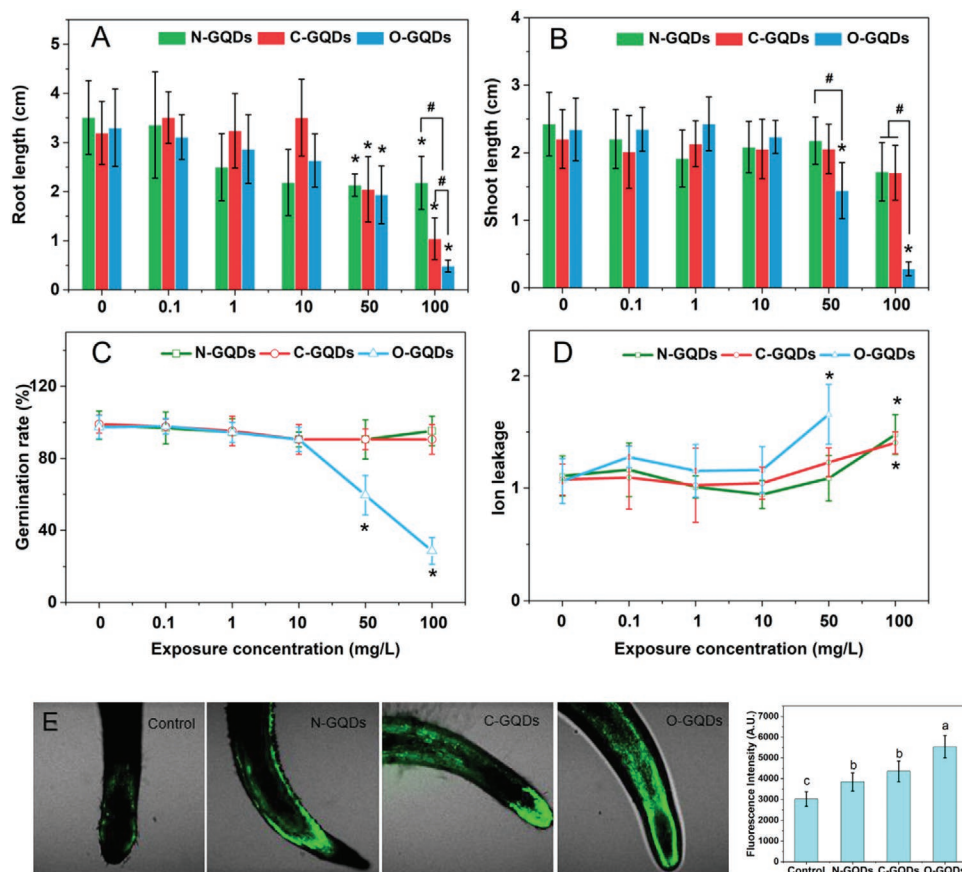 A
N-GQDs C-GQDs O-GQDs
Root length (cm)
5
4
3
2
1
0
* * * * # # * *
0 0.1 1 10 50 100
B
N-GQDs C-GQDs O-GQDs
Shoot length (cm)
4
3
2
1
0
# * # *
0 0.1 1 10 50 100
C
N-GQDs C-GQDs O-GQDs
Gernination rate (%)
120
80
40
0
* *
0 0.1 1 10 50 100
Exposure concentration (mg/L)
D
N-GQDs C-GQDs O-GQDs
Ion leakage
2
1
0
* * *
0 0.1 1 10 50 100
Exposure concentration (mg/L)
E
Control
N-GQDs
C-GQDs
O-GQDs
Fluorescence Intensity (A.U.)
7000
6000
5000
4000
3000
2000
1000
0
c b b a
Control N-GQDs C-GQDs O-GQDs